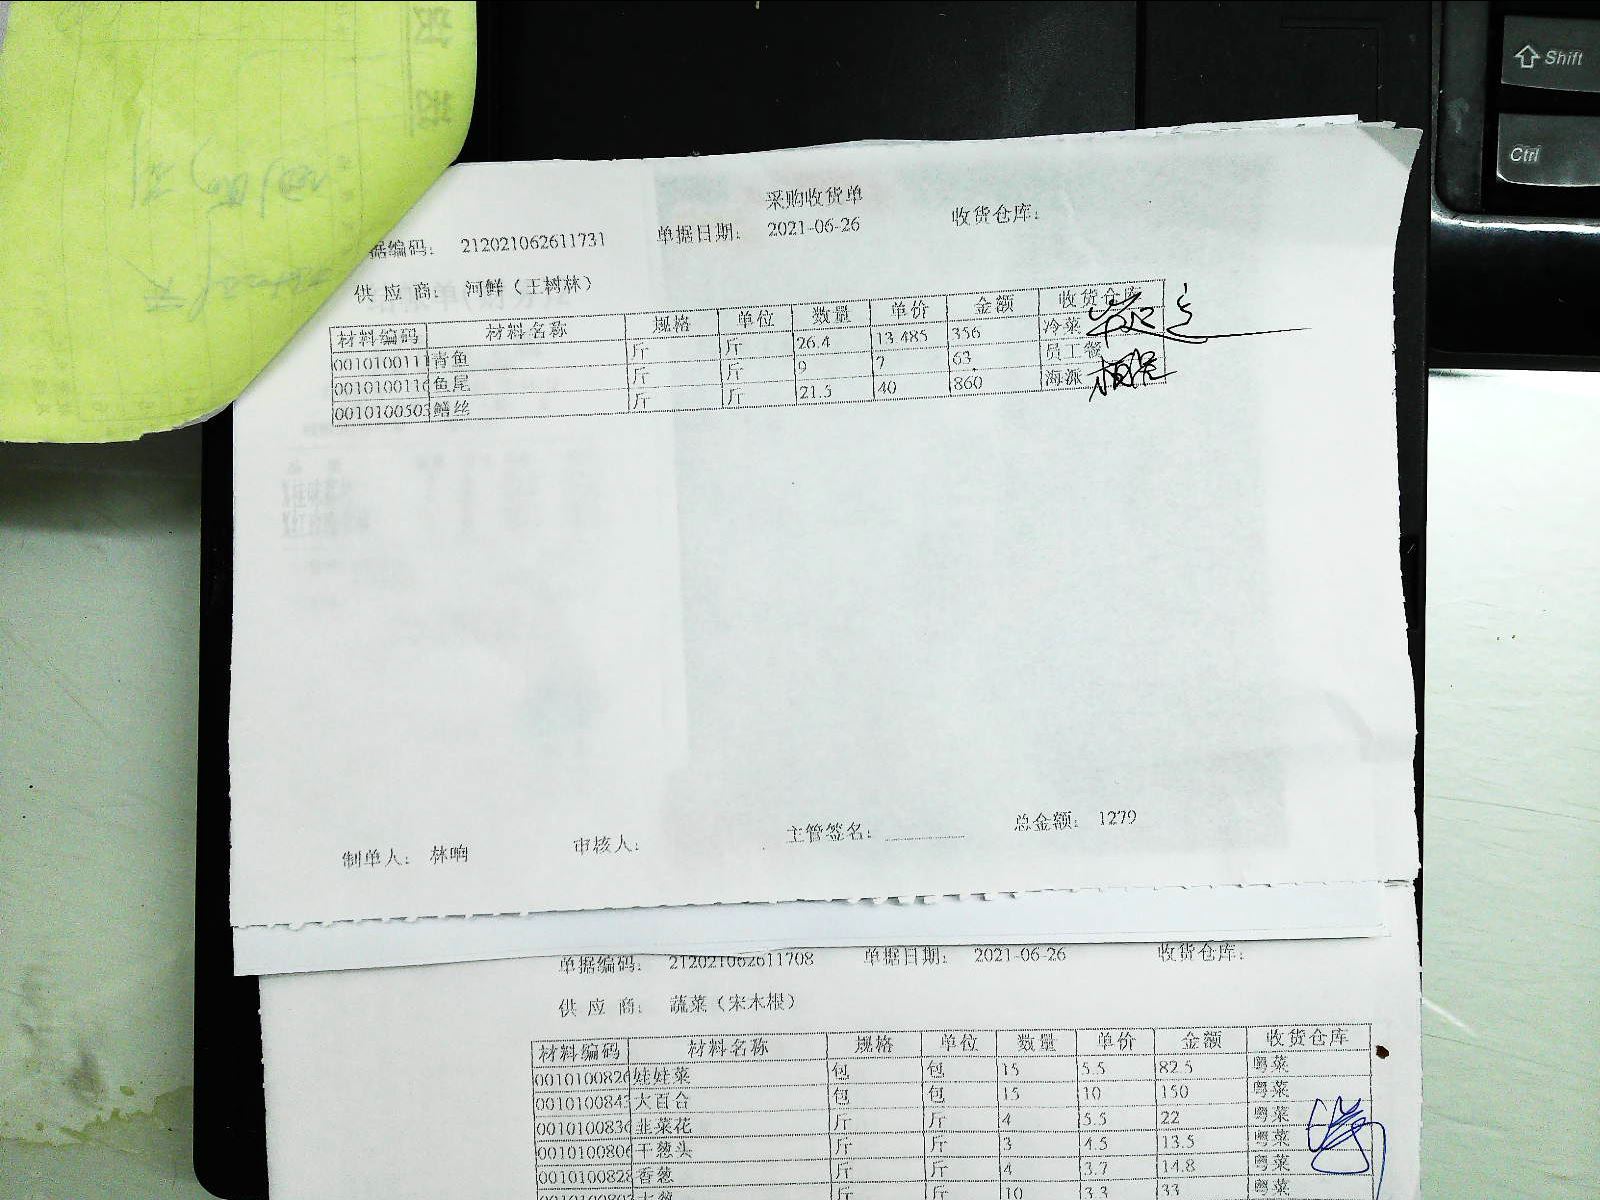 Shift
Ctrl
采购收货单
据编码： 212021062611731 单据日期： 2021-06-26 收货仓库：
供 应 商： 河鲜（王树林）
材料编码 材料名称 规格 单位 数量 单价 金额 收货仓库
0010100111 青鱼 斤 斤 26.4 13.485 356 冷菜
0010100116 鱼尾 斤 斤 9 7 63 员工餐
0010100503 鳝丝 斤 斤 21.5 40 860 海派
制单人： 林 审核人： 主管签名： 总金额： 1279
单据编码： 212021062611708 单据日期： 2021-06-26 收货仓库：
供 应 商： 蔬菜（宋木根）
材料编码 材料名称 规格 单位 数量 单价 金额 收货仓库
0010100826 娃娃菜 包 包 15 5.5 82.5 粤菜
0010100843 大百合 包 包 15 10 150 粤菜
0010100836 韭菜花 斤 斤 4 5.5 22 粤菜
0010100806 干葱头 斤 斤 3 4.5 13.5 粤菜
0010100828 香葱 斤 斤 4 3.7 14.8 粤菜
斤 斤 10 3.3 33 粤菜